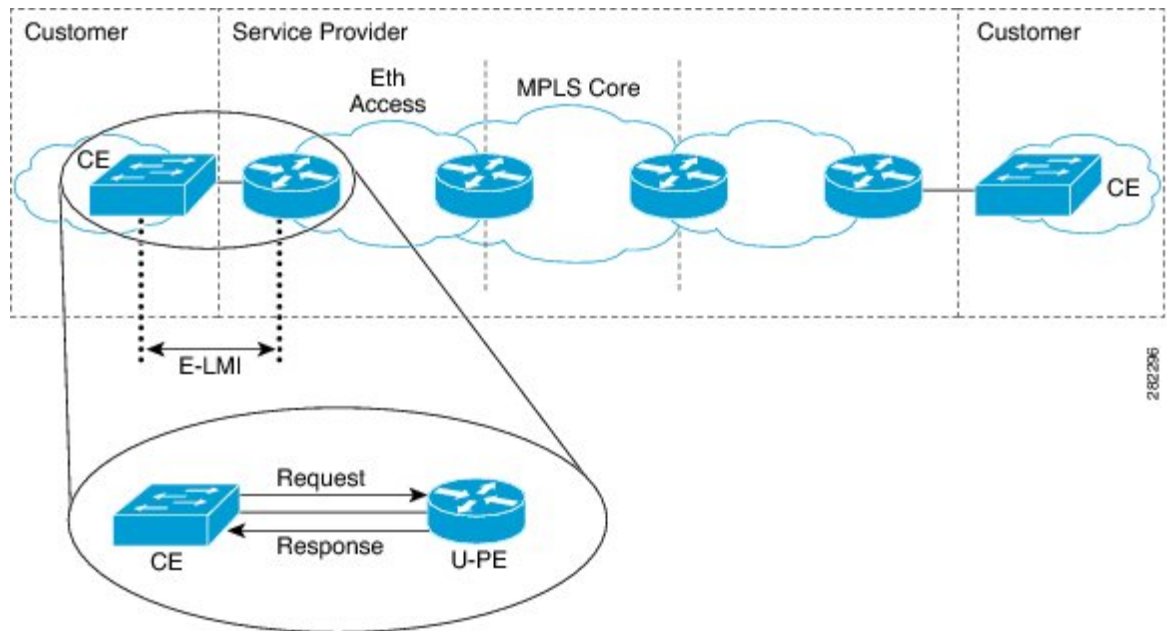 Customer
Service Provider
Customer
Eth
Access
MPLS Core
CE
CE
E-LMI
282296
Request
Response
CE
U-PE